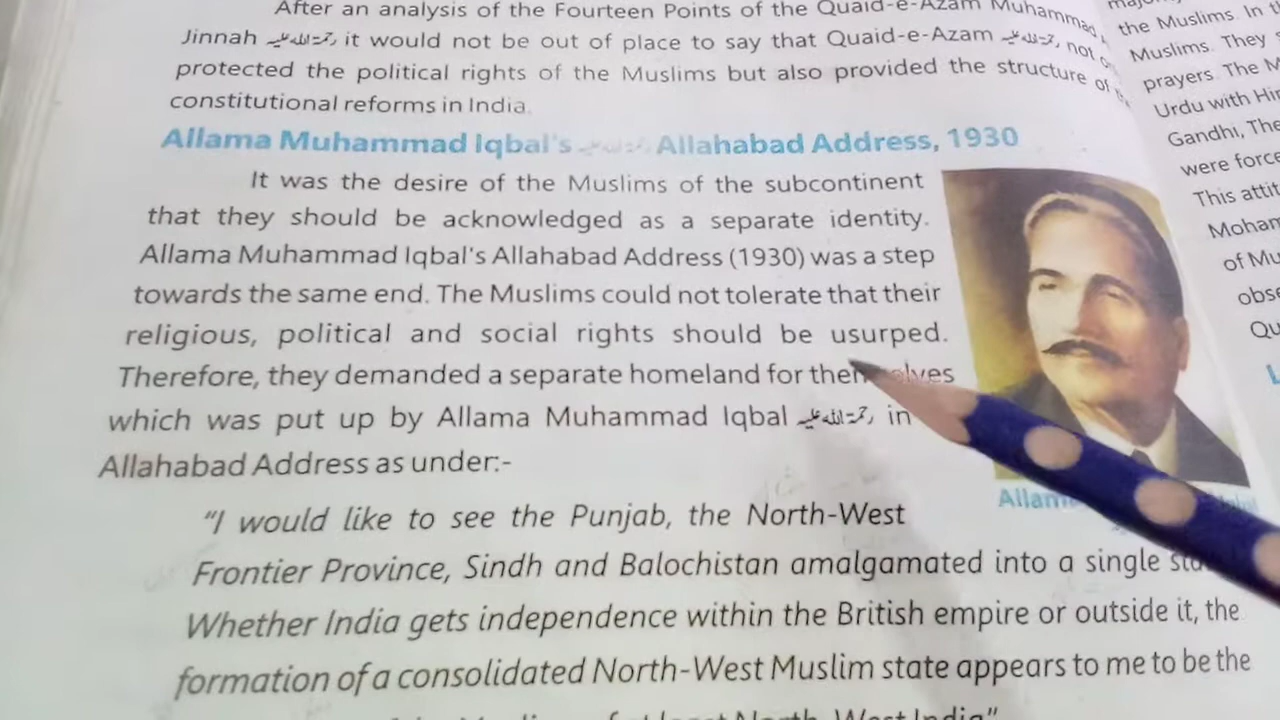 After an analysis of the Fourteen Points of the Quaid-e-Azam Muhammad
Jinnah رحمۃ اللہ علیہ it would not be out of place to say that Quaid-e-Azam رحمۃ اللہ علیہ not
protected the political rights of the Muslims but also provided the structure of
constitutional reforms in India.
Allama Muhammad Iqbal's رحمۃ اللہ علیہ Allahabad Address, 1930
It was the desire of the Muslims of the subcontinent
that they should be acknowledged as a separate identity.
Allama Muhammad Iqbal's Allahabad Address (1930) was a step
towards the same end. The Muslims could not tolerate that their
religious, political and social rights should be usurped.
Therefore, they demanded a separate homeland for themselves
which was put up by Allama Muhammad Iqbal رحمۃ اللہ علیہ in
Allahabad Address as under:-
"I would like to see the Punjab, the North-West
Frontier Province, Sindh and Balochistan amalgamated into a single
Whether India gets independence within the British empire or outside it, the
formation of a consolidated North-West Muslim state appears to me to be the
North-West India"
the Muslims. In
Muslims. They
prayers. The
Urdu with
Gandhi, The
were force
This
of